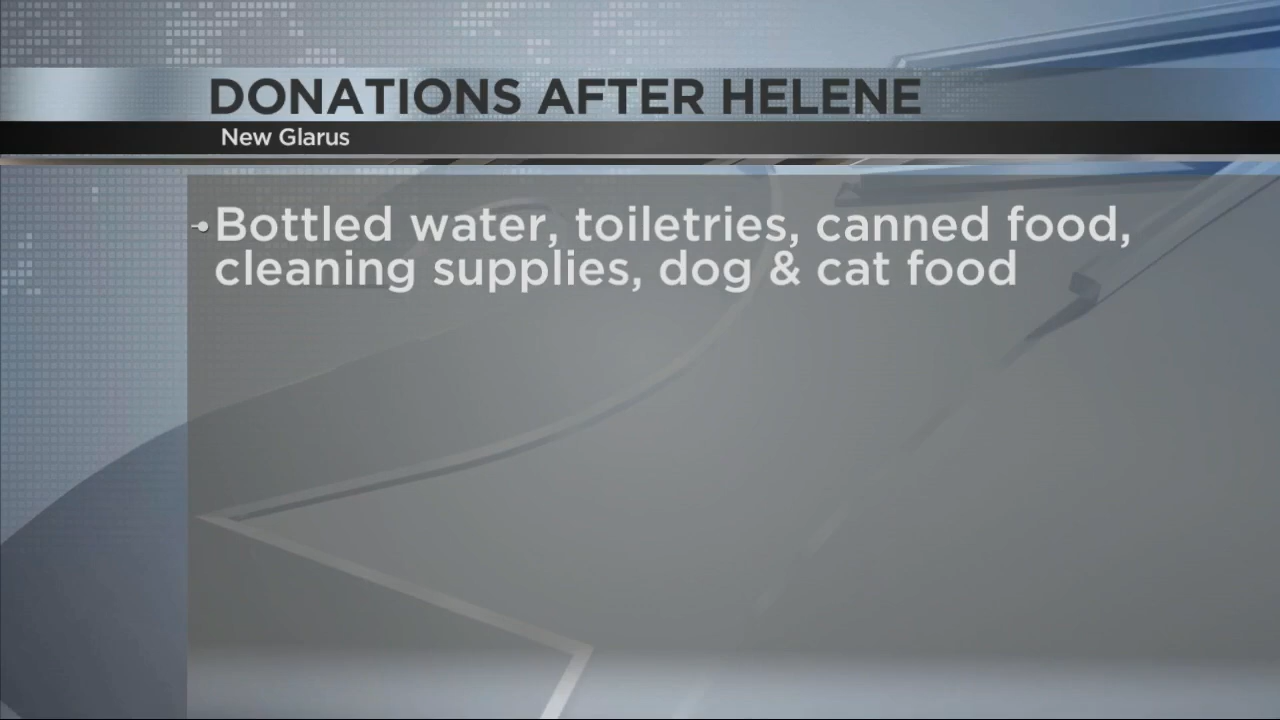 DONATIONS AFTER HELENE
New Glarus
Bottled water, toiletries, canned food,
cleaning supplies, dog & cat food